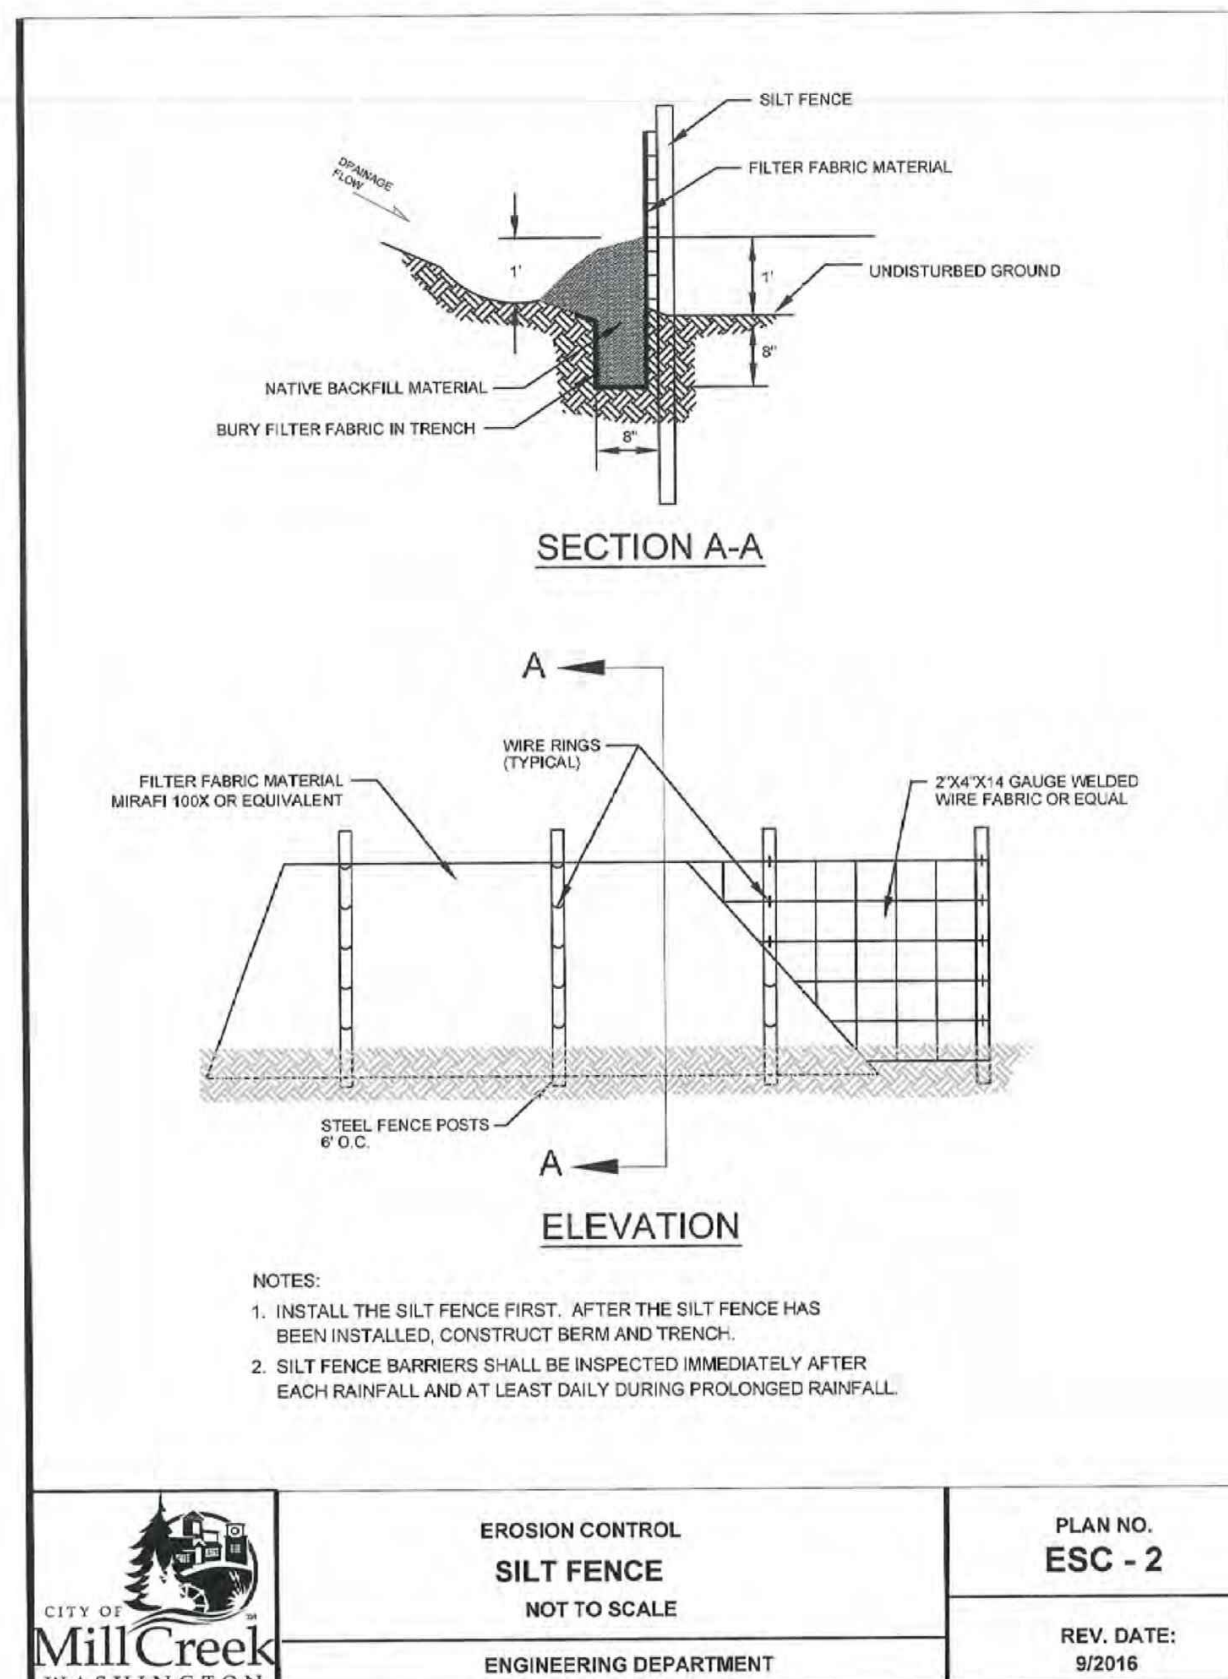 SILT FENCE
DRAINAGE
FLOW
FILTER FABRIC MATERIAL
1'
1'
UNDISTURBED GROUND
8"
NATIVE BACKFILL MATERIAL
BURY FILTER FABRIC IN TRENCH
8"
SECTION A-A
A
WIRE RINGS
(TYPICAL)
FILTER FABRIC MATERIAL
MIRAFI 100X OR EQUIVALENT
2"X4"X14 GAUGE WELDED
WIRE FABRIC OR EQUAL
STEEL FENCE POSTS
6' O.C.
A
ELEVATION
NOTES:
1. INSTALL THE SILT FENCE FIRST. AFTER THE SILT FENCE HAS
BEEN INSTALLED, CONSTRUCT BERM AND TRENCH.
2. SILT FENCE BARRIERS SHALL BE INSPECTED IMMEDIATELY AFTER
EACH RAINFALL AND AT LEAST DAILY DURING PROLONGED RAINFALL.
CITY OF
Mill Creek
WASHINGTON
EROSION CONTROL
SILT FENCE
NOT TO SCALE
ENGINEERING DEPARTMENT
PLAN NO.
ESC - 2
REV. DATE:
9/2016